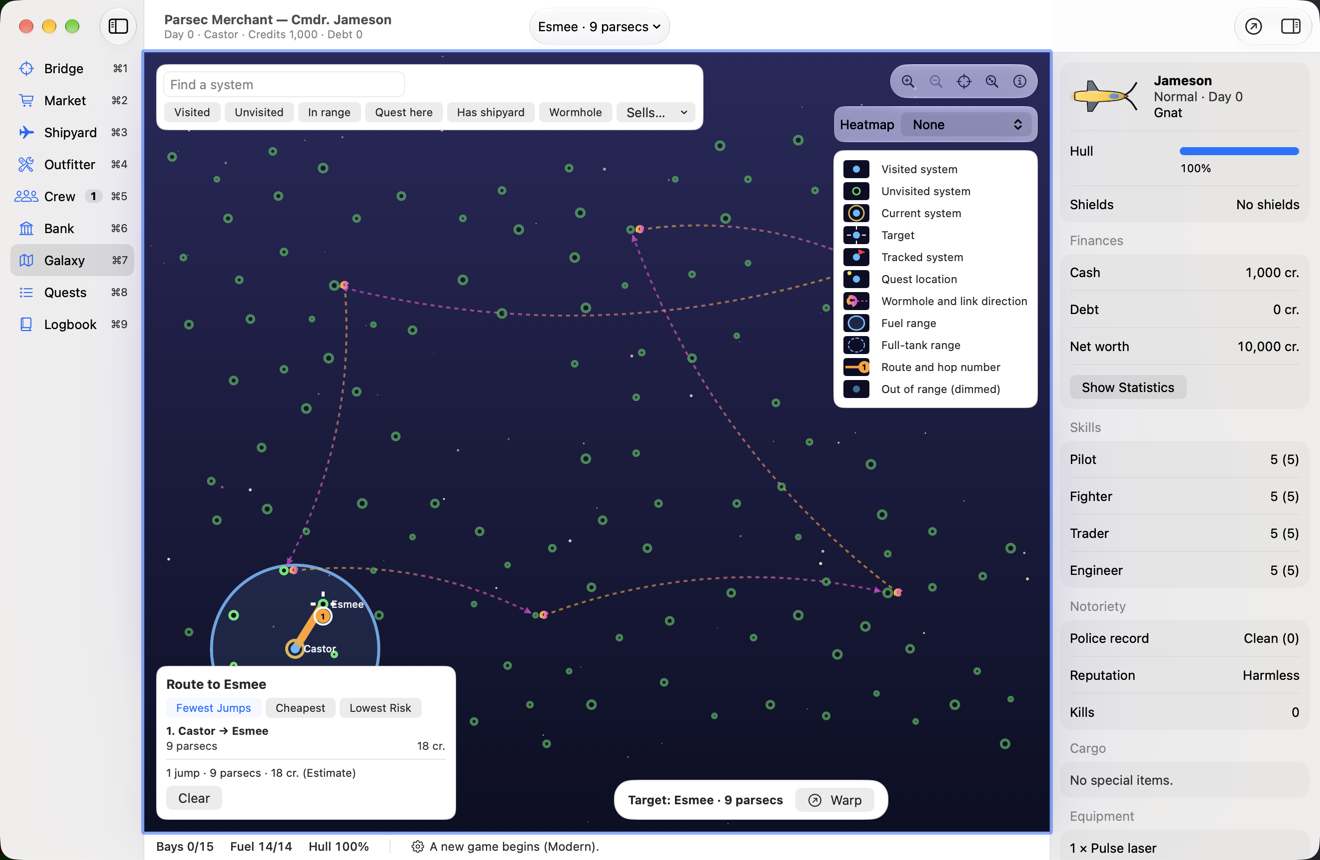 Parsec Merchant — Cmdr. Jameson
Day 0 · Castor · Credits 1,000 · Debt 0
Esmee · 9 parsecs
Bridge ⌘1
Market ⌘2
Shipyard ⌘3
Outfitter ⌘4
Crew 1 ⌘5
Bank ⌘6
Galaxy ⌘7
Quests ⌘8
Logbook ⌘9
Find a system
Visited Unvisited In range Quest here Has shipyard Wormhole Sells...
Heatmap None
Visited system
Unvisited system
Current system
Target
Tracked system
Quest location
Wormhole and link direction
Fuel range
Full-tank range
1 Route and hop number
Out of range (dimmed)
Esmee
1
Castor
Route to Esmee
Fewest Jumps Cheapest Lowest Risk
1. Castor → Esmee
9 parsecs 18 cr.
1 jump · 9 parsecs · 18 cr. (Estimate)
Clear
Target: Esmee · 9 parsecs Warp
Bays 0/15 Fuel 14/14 Hull 100% A new game begins (Modern).
Jameson
Normal · Day 0
Gnat
Hull
100%
Shields No shields
Finances
Cash 1,000 cr.
Debt 0 cr.
Net worth 10,000 cr.
Show Statistics
Skills
Pilot 5 (5)
Fighter 5 (5)
Trader 5 (5)
Engineer 5 (5)
Notoriety
Police record Clean (0)
Reputation Harmless
Kills 0
Cargo
No special items.
Equipment
1 × Pulse laser